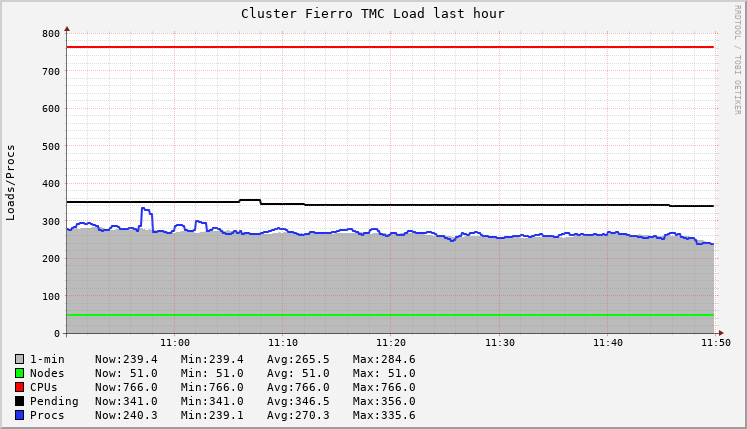 Cluster Fierro TMC Load last hour
RRDTOOL / TOBI OETIKER
Loads/Procs
800
700
600
500
400
300
200
100
0
11:00 11:10 11:20 11:30 11:40 11:50
1-min Now:239.4 Min:239.4 Avg:265.5 Max:284.6
Nodes Now: 51.0 Min: 51.0 Avg: 51.0 Max: 51.0
CPUs Now:766.0 Min:766.0 Avg:766.0 Max:766.0
Pending Now:341.0 Min:341.0 Avg:346.5 Max:356.0
Procs Now:240.3 Min:239.1 Avg:270.3 Max:335.6